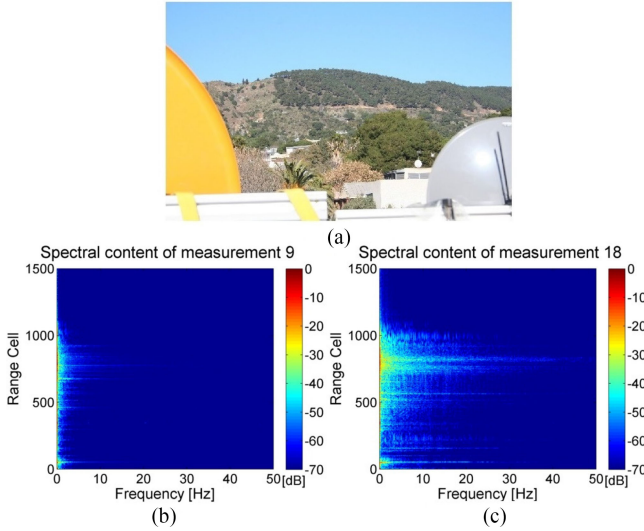 (a)
Spectral content of measurement 9
1500
1000
500
0
Range Cell
0 10 20 30 40 50
Frequency [Hz]
0
-10
-20
-30
-40
-50
-60
-70
[dB]
(b)
Spectral content of measurement 18
1500
1000
500
0
Range Cell
0 10 20 30 40 50
Frequency [Hz]
0
-10
-20
-30
-40
-50
-60
-70
[dB]
(c)